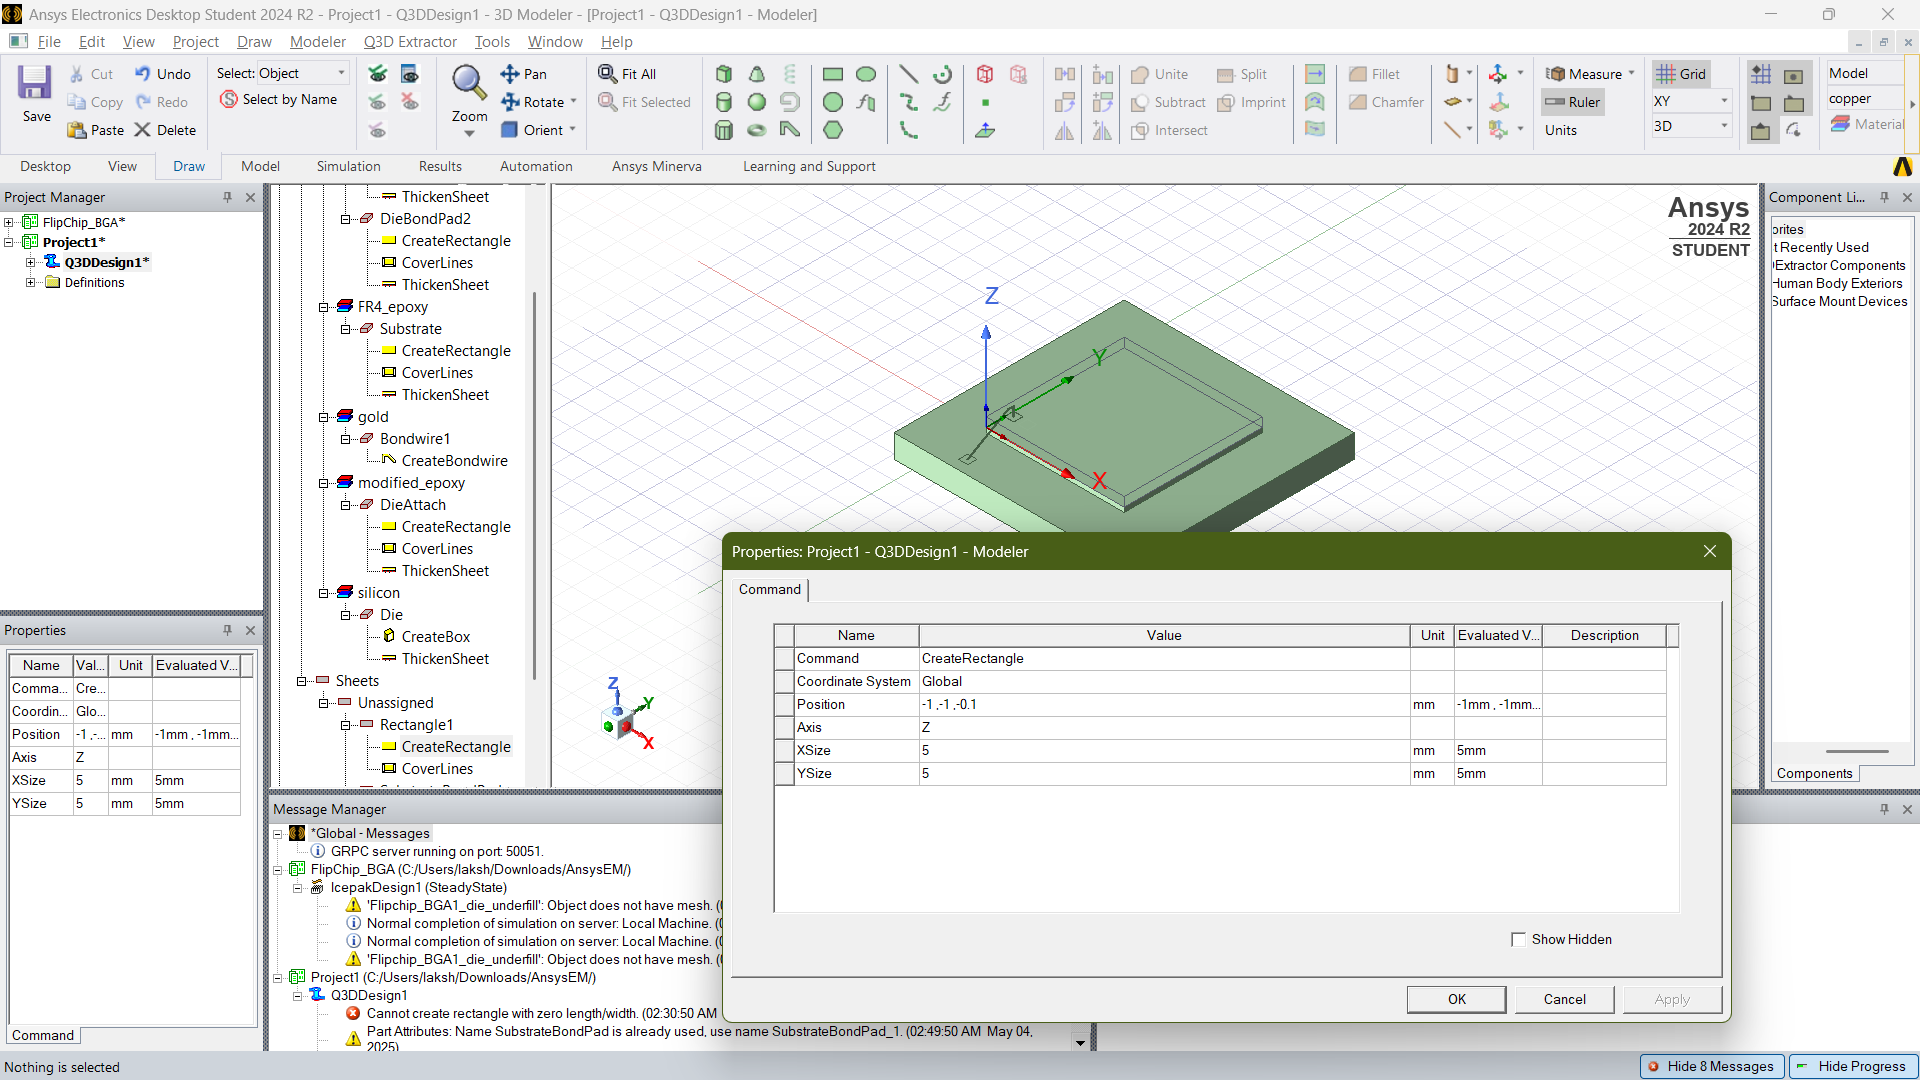 Ansys Electronics Desktop Student 2024 R2 - Project1 - Q3DDesign1 - 3D Modeler - [Project1 - Q3DDesign1 - Modeler]
File Edit View Project Draw Modeler Q3D Extractor Tools Window Help
Save
Cut
Copy
Paste
Undo
Redo
Delete
Select: Object
Select by Name
Zoom
Pan
Rotate
Orient
Fit All
Fit Selected
Unite
Subtract
Intersect
Split
Imprint
Fillet
Chamfer
Measure
Ruler
Units
Grid
XY
3D
Model
copper
Material
Desktop View Draw Model Simulation Results Automation Ansys Minerva Learning and Support
Project Manager
FlipChip_BGA*
Project1*
Q3DDesign1*
Definitions
Properties
Name Val... Unit Evaluated V...
Comma... Cre...
Coordin... Glo...
Position -1 ,-... mm -1mm , -1mm...
Axis Z
XSize 5 mm 5mm
YSize 5 mm 5mm
Command
ThickenSheet
DieBondPad2
CreateRectangle
CoverLines
ThickenSheet
FR4_epoxy
Substrate
CreateRectangle
CoverLines
ThickenSheet
gold
Bondwire1
CreateBondwire
modified_epoxy
DieAttach
CreateRectangle
CoverLines
ThickenSheet
silicon
Die
CreateBox
ThickenSheet
Sheets
Unassigned
Rectangle1
CreateRectangle
CoverLines
Ansys
2024 R2
STUDENT
Z
Y
X
Z
Y
X
Component Li...
orites
t Recently Used
Extractor Components
Human Body Exteriors
Surface Mount Devices
Components
Message Manager
*Global - Messages
GRPC server running on port: 50051.
FlipChip_BGA (C:/Users/laksh/Downloads/AnsysEM/)
IcepakDesign1 (SteadyState)
'Flipchip_BGA1_die_underfill': Object does not have mesh. (0
Normal completion of simulation on server: Local Machine. (0
Normal completion of simulation on server: Local Machine. (0
'Flipchip_BGA1_die_underfill': Object does not have mesh. (0
Project1 (C:/Users/laksh/Downloads/AnsysEM/)
Q3DDesign1
Cannot create rectangle with zero length/width. (02:30:50 AM
Part Attributes: Name SubstrateBondPad is already used, use name SubstrateBondPad_1. (02:49:50 AM May 04,
2025)
Properties: Project1 - Q3DDesign1 - Modeler
Command
Name Value Unit Evaluated V... Description
Command CreateRectangle
Coordinate System Global
Position -1 ,-1 ,-0.1 mm -1mm , -1mm...
Axis Z
XSize 5 mm 5mm
YSize 5 mm 5mm
Show Hidden
OK Cancel Apply
Nothing is selected
Hide 8 Messages
Hide Progress